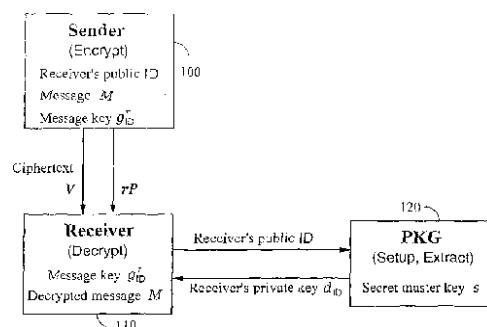 Sender
(Encrypt)
Receiver's public ID
Message M
Message key g_ID^r
100
Ciphertext
V
rP
Receiver
(Decrypt)
Message key g_ID^r
Decrypted message M
110
Receiver's public ID
Receiver's private key d_ID
120
PKG
(Setup, Extract)
Secret master key s